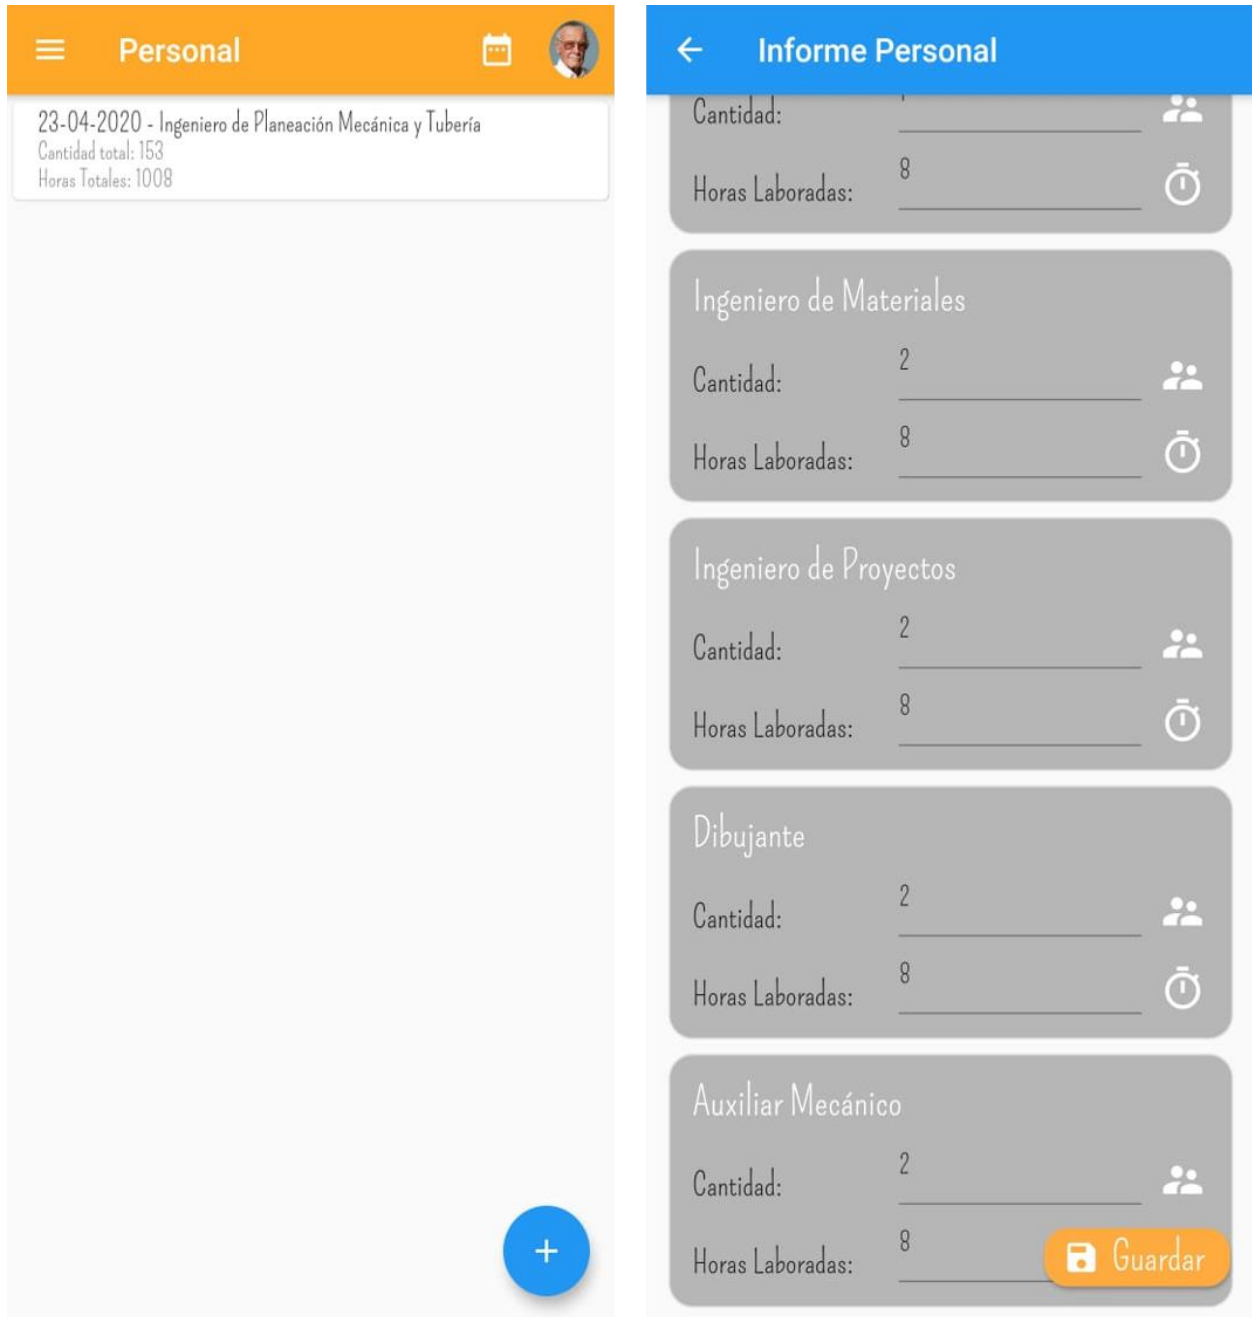 Personal
23-04-2020 - Ingeniero de Planeación Mecánica y Tubería
Cantidad total: 153
Horas Totales: 1008
+
Informe Personal
Cantidad:
Horas Laboradas: 8
Ingeniero de Materiales
Cantidad: 2
Horas Laboradas: 8
Ingeniero de Proyectos
Cantidad: 2
Horas Laboradas: 8
Dibujante
Cantidad: 2
Horas Laboradas: 8
Auxiliar Mecánico
Cantidad: 2
Horas Laboradas: 8
Guardar